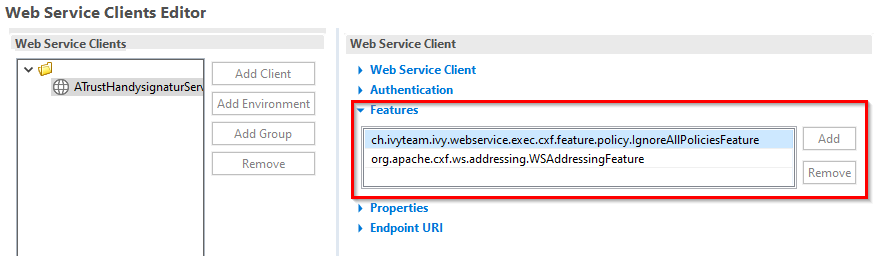 Web Service Clients Editor
Web Service Clients
ATrustHandysignaturSer
Add Client
Add Environment
Add Group
Remove
Web Service Client
Web Service Client
Authentication
Features
ch.ivyteam.ivy.webservice.exec.cxf.feature.policy.IgnoreAllPoliciesFeature
org.apache.cxf.ws.addressing.WSAddressingFeature
Add
Remove
Properties
Endpoint URI